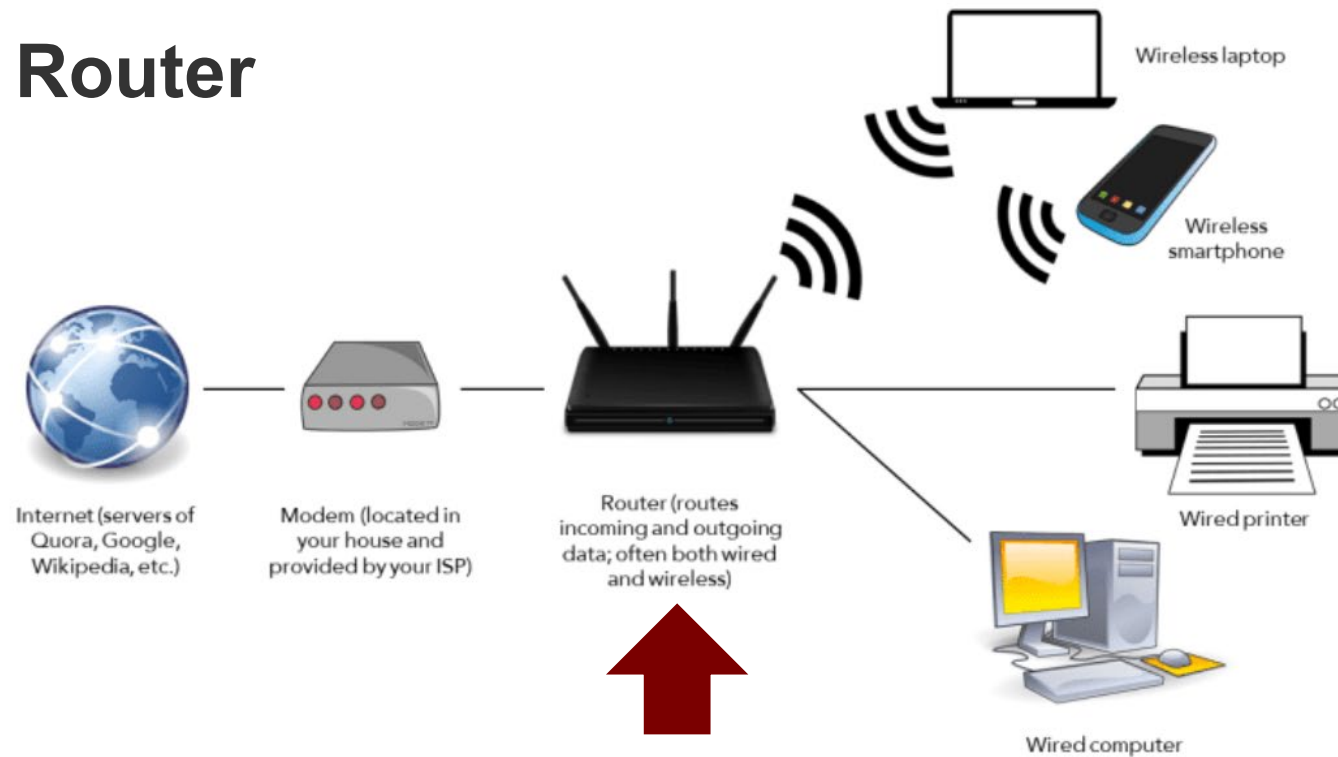 Router
Wireless laptop
Wireless
smartphone
Internet (servers of
Quora, Google,
Wikipedia, etc.)
Modem (located in
your house and
provided by your ISP)
Router (routes
incoming and outgoing
data; often both wired
and wireless)
Wired printer
Wired computer